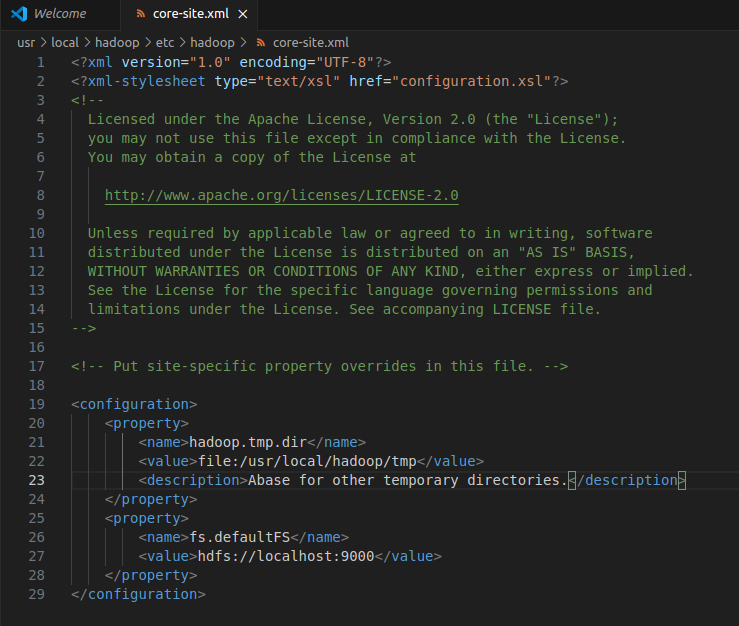 Welcome
core-site.xml
usr > local > hadoop > etc > hadoop > core-site.xml
1 <?xml version="1.0" encoding="UTF-8"?>
2 <?xml-stylesheet type="text/xsl" href="configuration.xsl"?>
3 <!--
4   Licensed under the Apache License, Version 2.0 (the "License");
5   you may not use this file except in compliance with the License.
6   You may obtain a copy of the License at
7
8     http://www.apache.org/licenses/LICENSE-2.0
9
10   Unless required by applicable law or agreed to in writing, software
11   distributed under the License is distributed on an "AS IS" BASIS,
12   WITHOUT WARRANTIES OR CONDITIONS OF ANY KIND, either express or implied.
13   See the License for the specific language governing permissions and
14   limitations under the License. See accompanying LICENSE file.
15 -->
16
17 <!-- Put site-specific property overrides in this file. -->
18
19 <configuration>
20     <property>
21         <name>hadoop.tmp.dir</name>
22         <value>file:/usr/local/hadoop/tmp</value>
23         <description>Abase for other temporary directories.</description>
24     </property>
25     <property>
26         <name>fs.defaultFS</name>
27         <value>hdfs://localhost:9000</value>
28     </property>
29 </configuration>